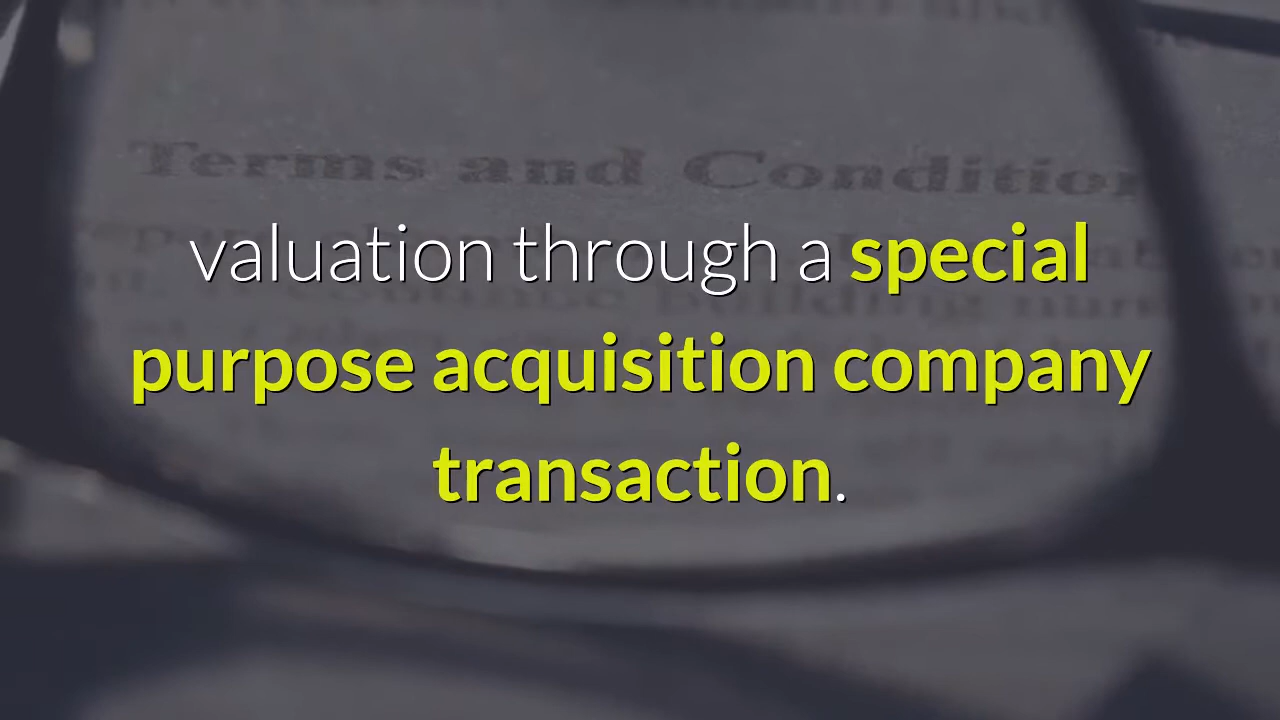 Terms and Condition
valuation through a special
purpose acquisition company
transaction.